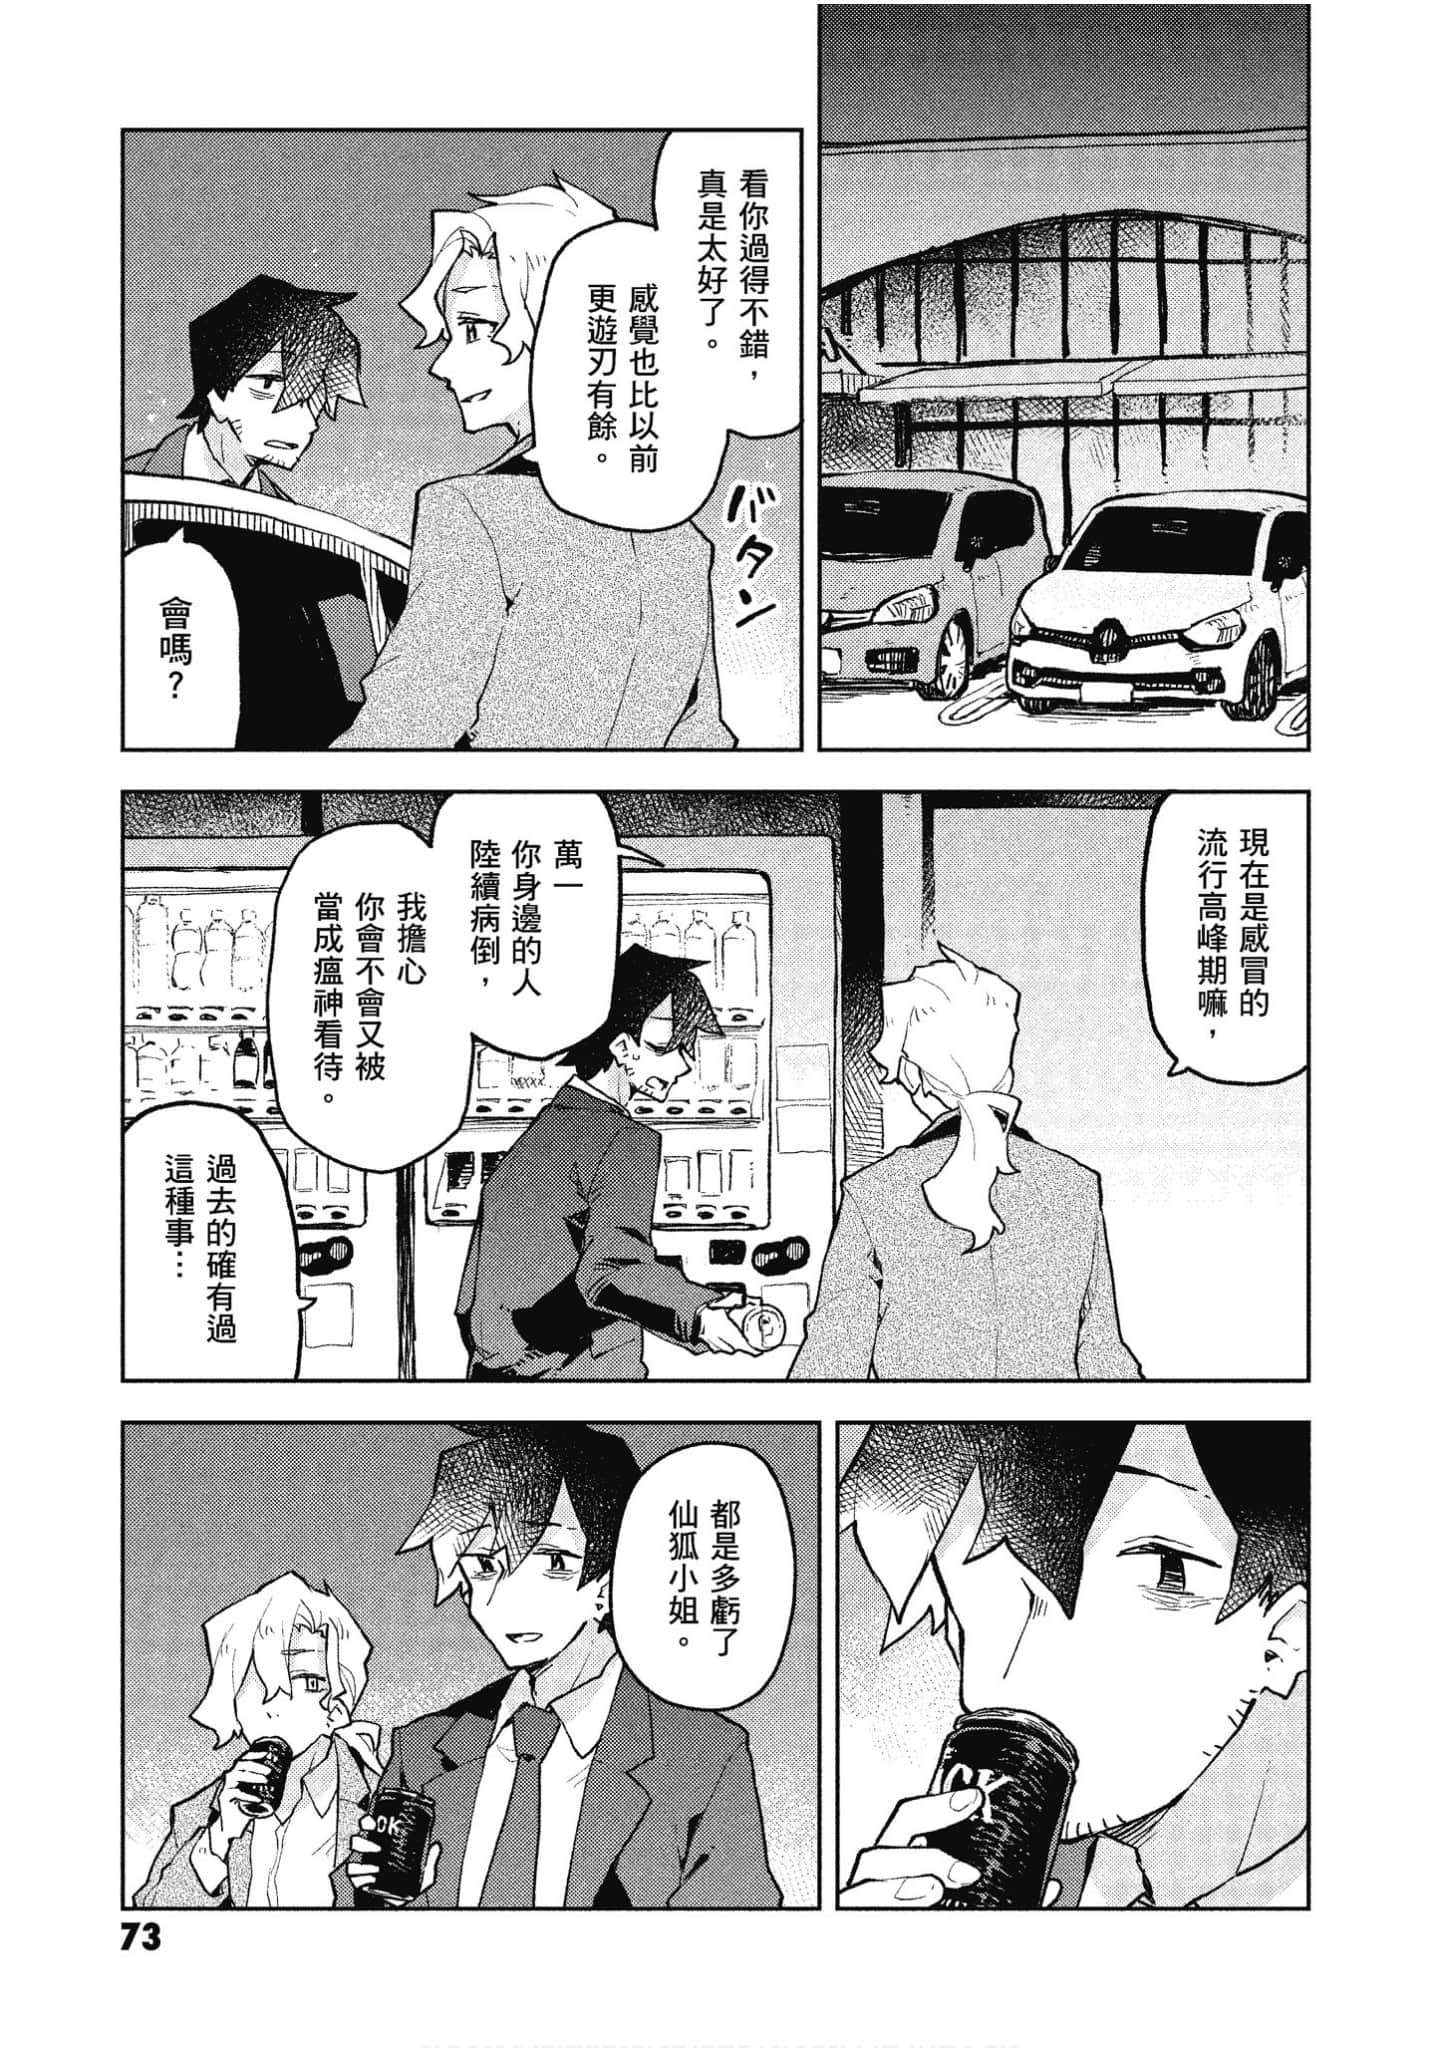 看你過得不錯，
真是太好了。
感覺也比以前
更遊刃有餘。
バタン
會嗎？
現在是感冒的
流行高峰期嘛，
萬一
你身邊的人
陸續病倒，
我擔心
你會不會又被
當成瘟神看待。
過去的確有過
這種事…
CK
都是多虧了
仙狐小姐。
OK
73